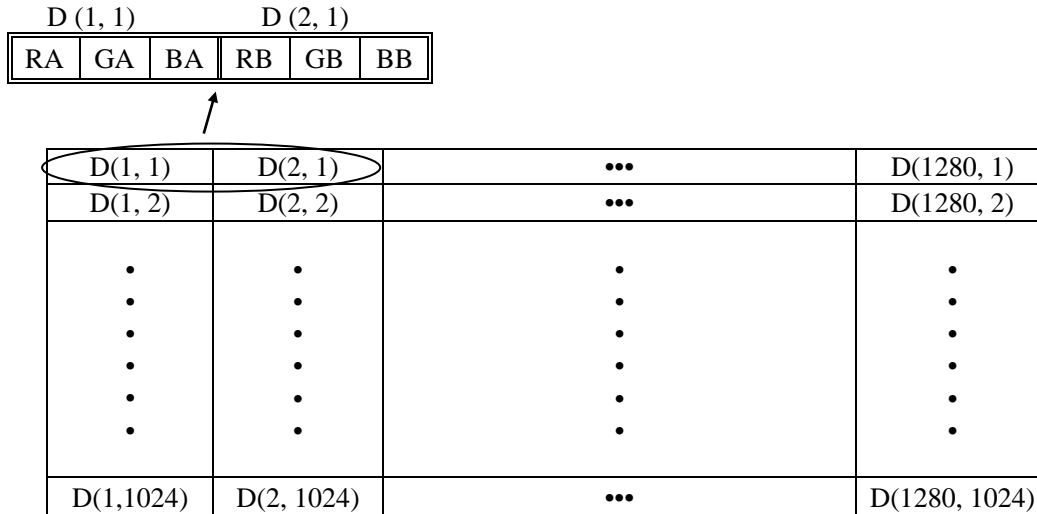 D (1, 1) D (2, 1)
RA GA BA RB GB BB
D(1, 1) D(2, 1) ••• D(1280, 1)
D(1, 2) D(2, 2) ••• D(1280, 2)
• • • •
• • • •
• • • •
• • • •
• • • •
• • • •
D(1,1024) D(2, 1024) ••• D(1280, 1024)